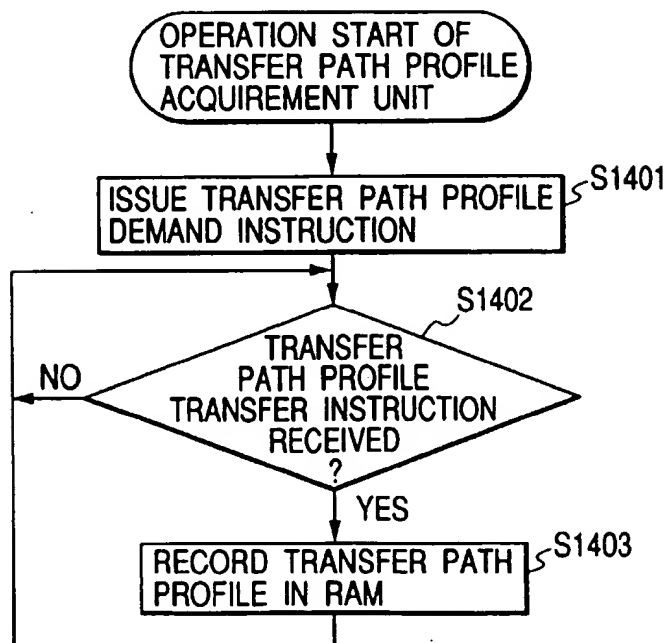 OPERATION START OF
TRANSFER PATH PROFILE
ACQUIREMENT UNIT
S1401
ISSUE TRANSFER PATH PROFILE
DEMAND INSTRUCTION
S1402
TRANSFER
PATH PROFILE
TRANSFER INSTRUCTION
RECEIVED
?
NO
YES
S1403
RECORD TRANSFER PATH
PROFILE IN RAM